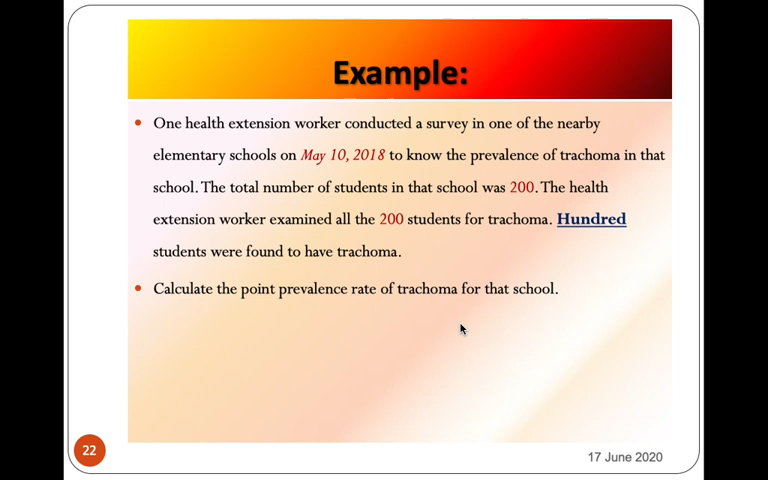 Example:
One health extension worker conducted a survey in one of the nearby
elementary schools on May 10, 2018 to know the prevalence of trachoma in that
school. The total number of students in that school was 200. The health
extension worker examined all the 200 students for trachoma. Hundred
students were found to have trachoma.
Calculate the point prevalence rate of trachoma for that school.
22
17 June 2020